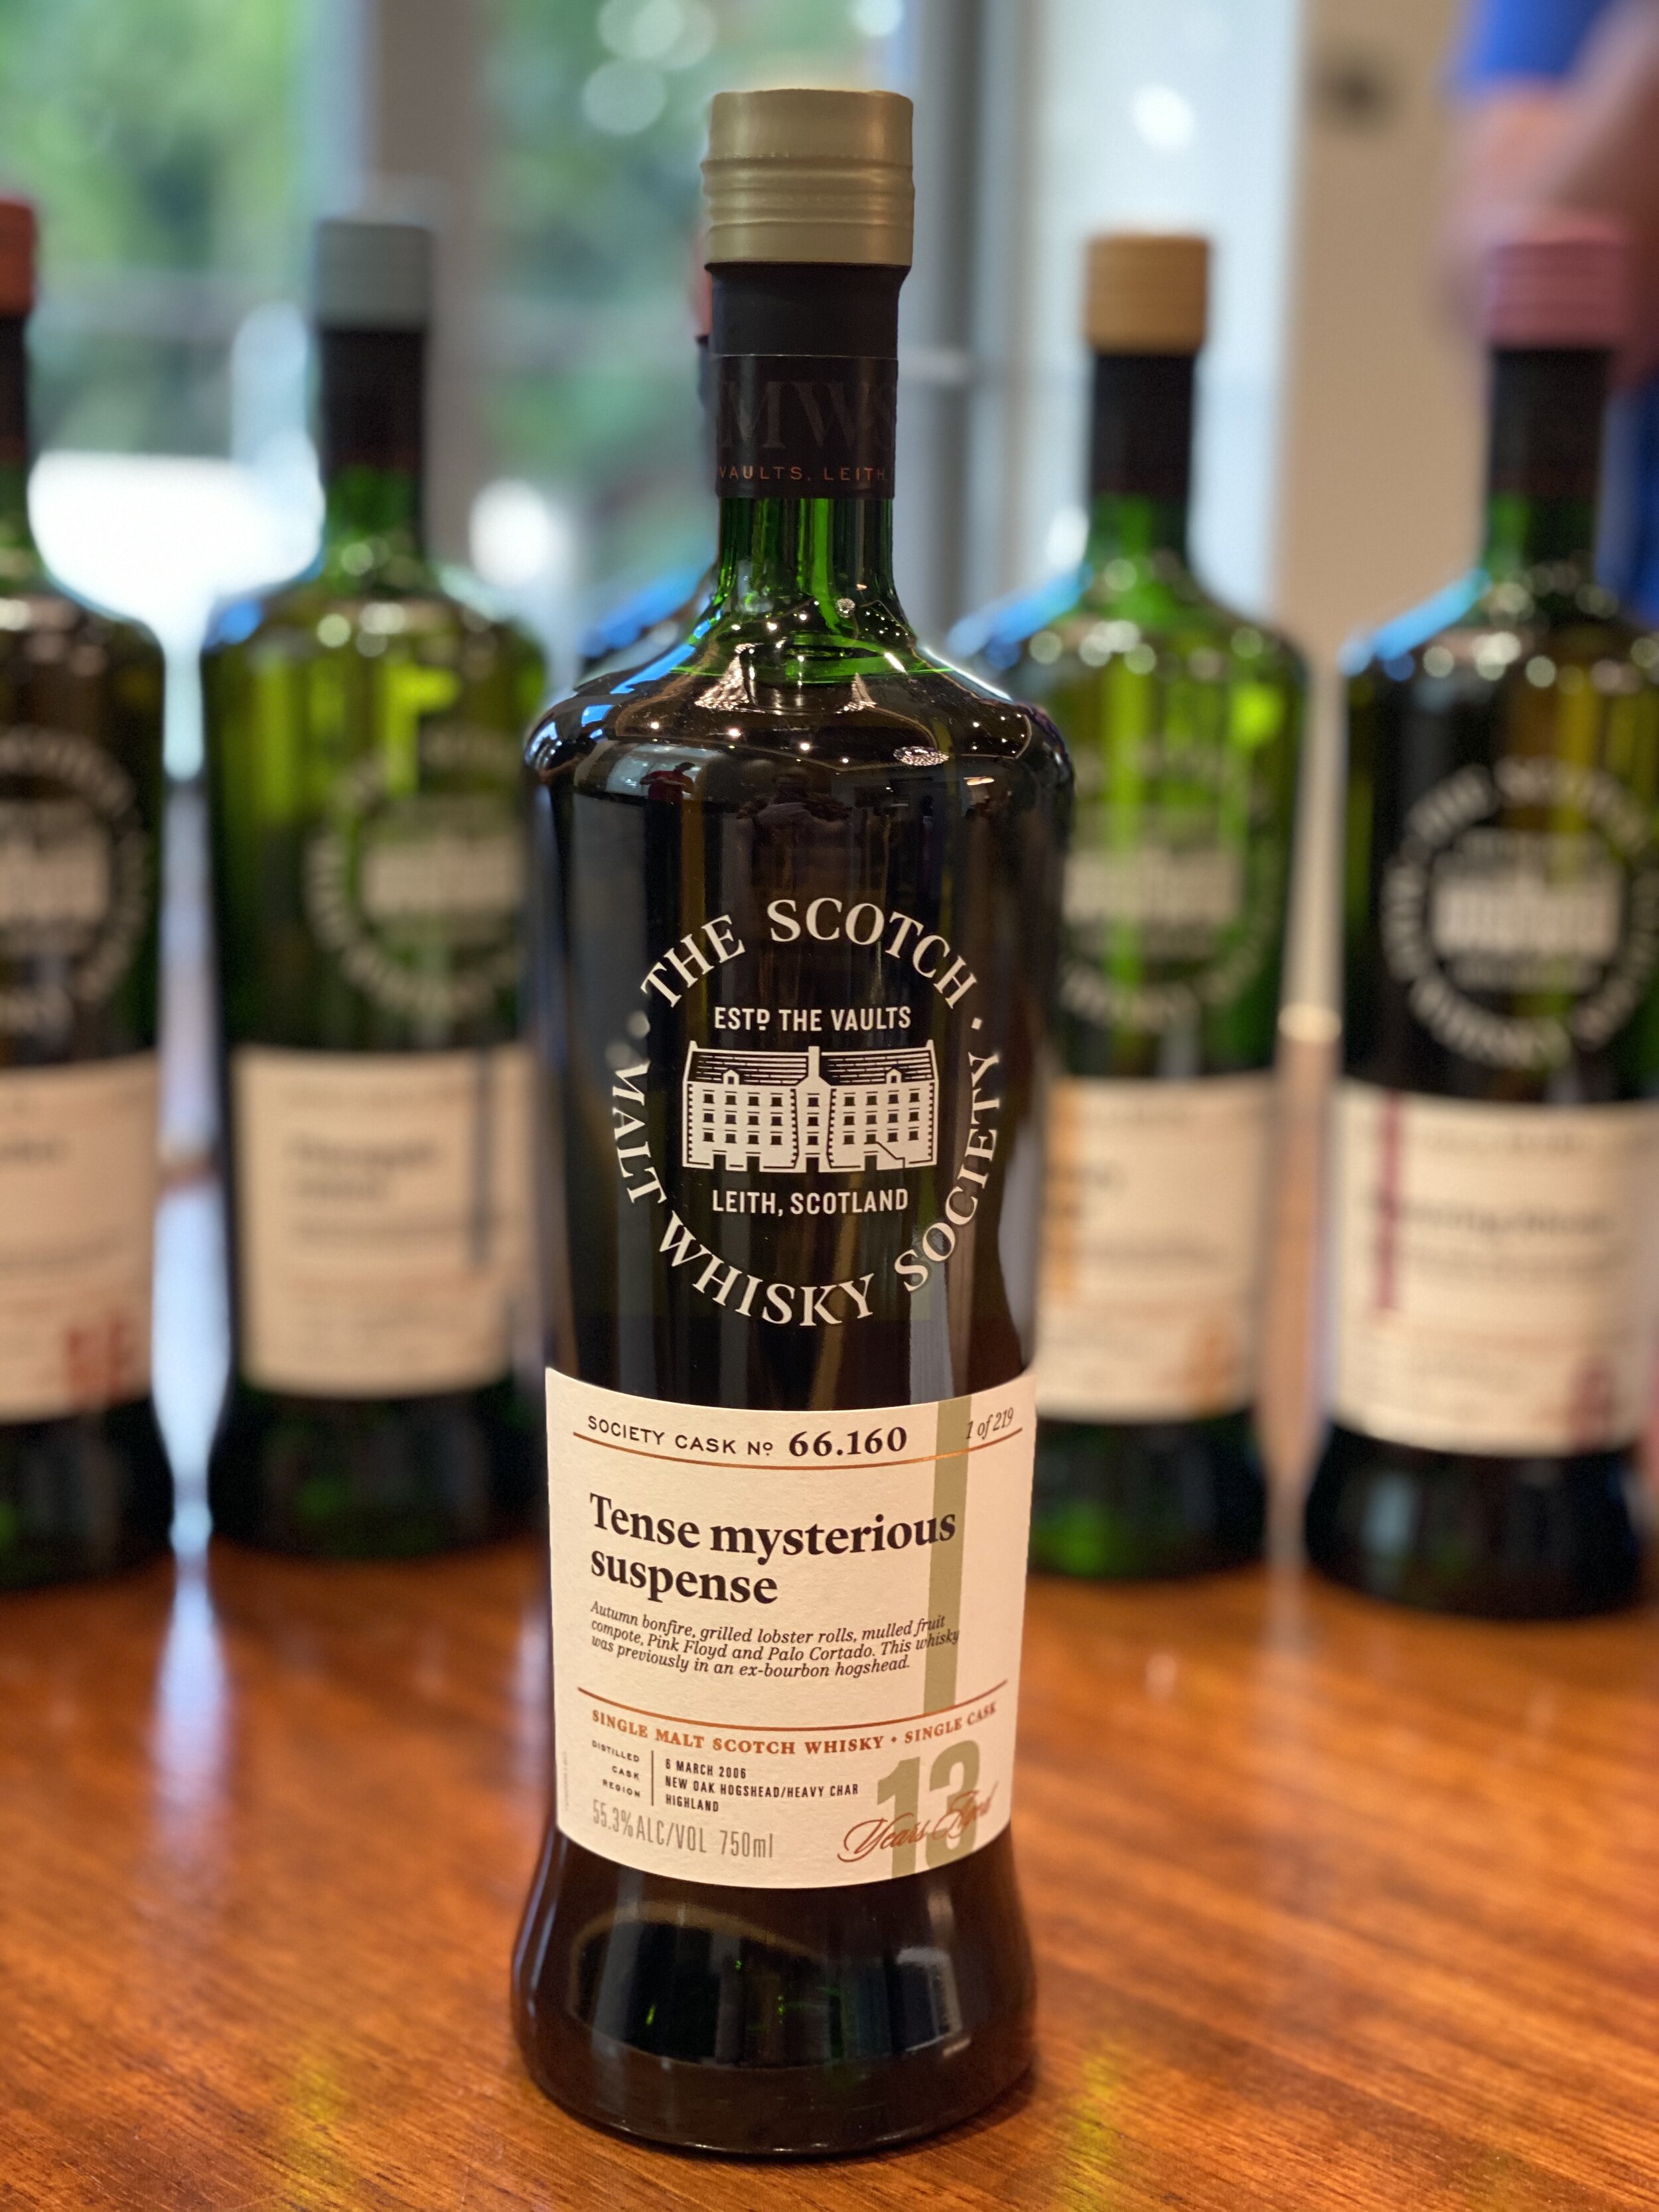 MWS
VAULTS, LEITH,
THE SCOTCH
MALT WHISKY SOCIETY
ESTD THE VAULTS
LEITH, SCOTLAND
SOCIETY CASK Nº 66.160 1 of 219
Tense mysterious
suspense
Autumn bonfire, grilled lobster rolls, mulled fruit
compote, Pink Floyd and Palo Cortado. This whisky
was previously in an ex-bourbon hogshead.
SINGLE MALT SCOTCH WHISKY • SINGLE CASK
DISTILLED 6 MARCH 2006
CASK NEW OAK HOGSHEAD/HEAVY CHAR
REGION HIGHLAND
55.3%ALC/VOL 750ml
13
Years Aged